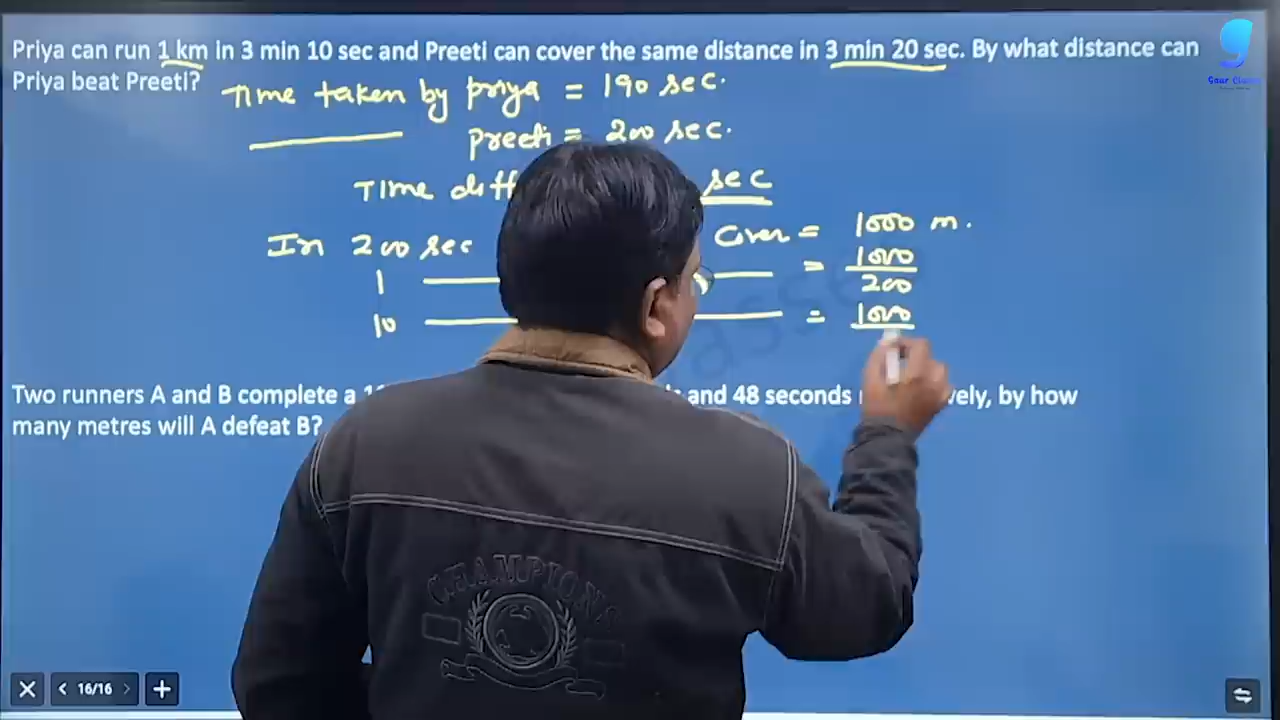 Priya can run 1 km in 3 min 10 sec and Preeti can cover the same distance in 3 min 20 sec. By what distance can
Priya beat Preeti?
Time taken by priya = 190 sec.
preeti = 200 sec.
Time diff sec
In 200 sec Cover = 1000 m.
1 = 1000
200
10 = 1000
Two runners A and B complete a and 48 seconds by how
many metres will A defeat B?
CHAMPIONS
16/16